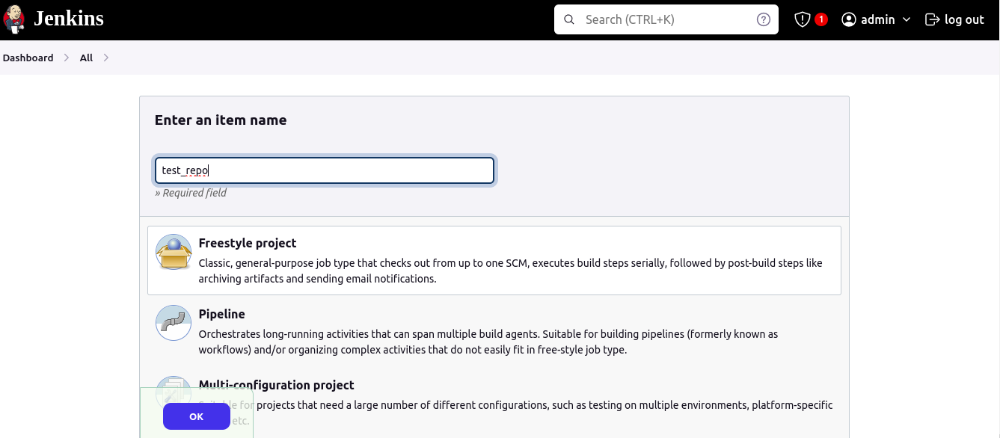 Jenkins
Search (CTRL+K)
1
admin
log out
Dashboard
All
Enter an item name
test_repo
» Required field
Freestyle project
Classic, general-purpose job type that checks out from up to one SCM, executes build steps serially, followed by post-build steps like
archiving artifacts and sending email notifications.
Pipeline
Orchestrates long-running activities that can span multiple build agents. Suitable for building pipelines (formerly known as
workflows) and/or organizing complex activities that do not easily fit in free-style job type.
Multi-configuration project
Suitable for projects that need a large number of different configurations, such as testing on multiple environments, platform-specific
etc.
OK